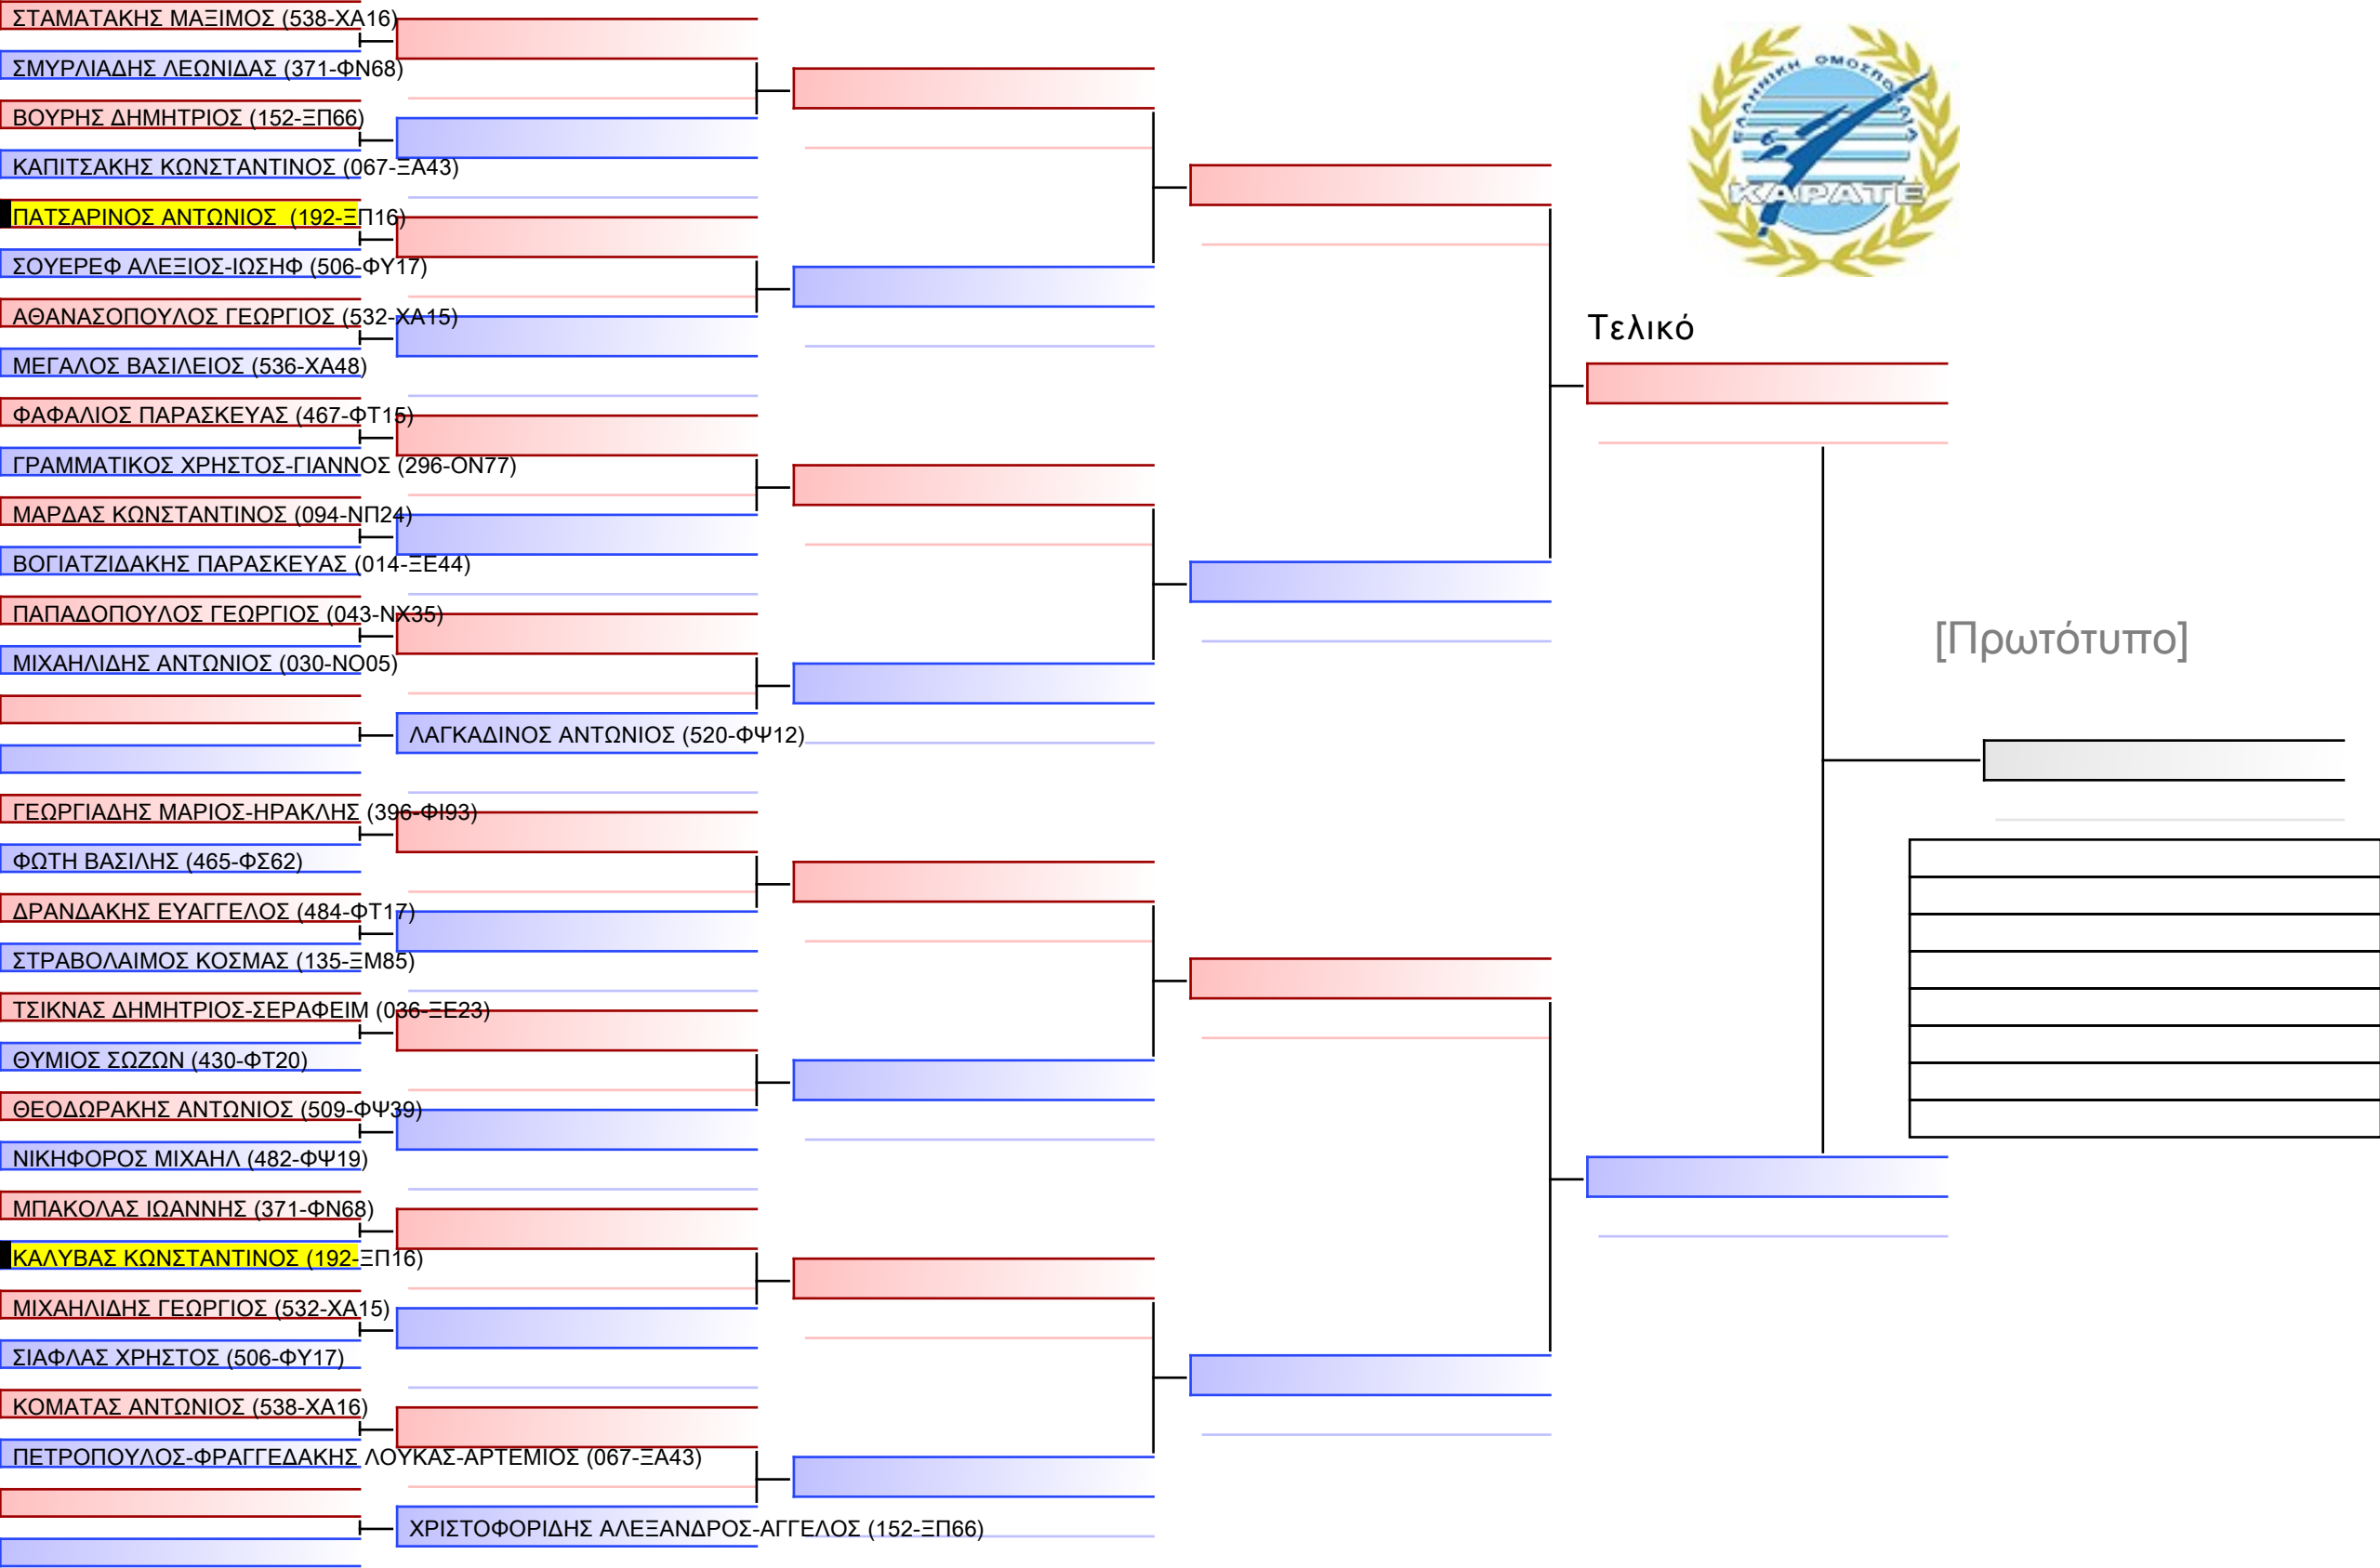 ΣΤΑΜΑΤΑΚΗΣ ΜΑΞΙΜΟΣ (538-ΧΑ16)
ΣΜΥΡΛΙΑΔΗΣ ΛΕΩΝΙΔΑΣ (371-ΦΝ68)
ΒΟΥΡΗΣ ΔΗΜΗΤΡΙΟΣ (152-ΞΠ66)
ΚΑΠΙΤΣΑΚΗΣ ΚΩΝΣΤΑΝΤΙΝΟΣ (067-ΞΑ43)
ΠΑΤΣΑΡΙΝΟΣ ΑΝΤΩΝΙΟΣ (192-ΞΠ16)
ΣΟΥΕΡΕΦ ΑΛΕΞΙΟΣ-ΙΩΣΗΦ (506-ΦΥ17)
ΑΘΑΝΑΣΟΠΟΥΛΟΣ ΓΕΩΡΓΙΟΣ (532-ΧΑ15)
ΜΕΓΑΛΟΣ ΒΑΣΙΛΕΙΟΣ (536-ΧΑ48)
ΦΑΦΑΛΙΟΣ ΠΑΡΑΣΚΕΥΑΣ (467-ΦΤ15)
ΓΡΑΜΜΑΤΙΚΟΣ ΧΡΗΣΤΟΣ-ΓΙΑΝΝΟΣ (296-ΟΝ77)
ΜΑΡΔΑΣ ΚΩΝΣΤΑΝΤΙΝΟΣ (094-ΝΠ24)
ΒΟΓΙΑΤΖΙΔΑΚΗΣ ΠΑΡΑΣΚΕΥΑΣ (014-ΞΕ44)
ΠΑΠΑΔΟΠΟΥΛΟΣ ΓΕΩΡΓΙΟΣ (043-ΝΧ35)
ΜΙΧΑΗΛΙΔΗΣ ΑΝΤΩΝΙΟΣ (030-ΝΟ05)
ΛΑΓΚΑΔΙΝΟΣ ΑΝΤΩΝΙΟΣ (520-ΦΨ12)
ΓΕΩΡΓΙΑΔΗΣ ΜΑΡΙΟΣ-ΗΡΑΚΛΗΣ (396-ΦΙ93)
ΦΩΤΗ ΒΑΣΙΛΗΣ (465-ΦΣ62)
ΔΡΑΝΔΑΚΗΣ ΕΥΑΓΓΕΛΟΣ (484-ΦΤ17)
ΣΤΡΑΒΟΛΑΙΜΟΣ ΚΟΣΜΑΣ (135-ΞΜ85)
ΤΣΙΚΝΑΣ ΔΗΜΗΤΡΙΟΣ-ΣΕΡΑΦΕΙΜ (036-ΞΕ23)
ΘΥΜΙΟΣ ΣΩΖΩΝ (430-ΦΤ20)
ΘΕΟΔΩΡΑΚΗΣ ΑΝΤΩΝΙΟΣ (509-ΦΨ39)
ΝΙΚΗΦΟΡΟΣ ΜΙΧΑΗΛ (482-ΦΨ19)
ΜΠΑΚΟΛΑΣ ΙΩΑΝΝΗΣ (371-ΦΝ68)
ΚΑΛΥΒΑΣ ΚΩΝΣΤΑΝΤΙΝΟΣ (192-ΞΠ16)
ΜΙΧΑΗΛΙΔΗΣ ΓΕΩΡΓΙΟΣ (532-ΧΑ15)
ΣΙΑΦΛΑΣ ΧΡΗΣΤΟΣ (506-ΦΥ17)
ΚΟΜΑΤΑΣ ΑΝΤΩΝΙΟΣ (538-ΧΑ16)
ΠΕΤΡΟΠΟΥΛΟΣ-ΦΡΑΓΓΕΔΑΚΗΣ ΛΟΥΚΑΣ-ΑΡΤΕΜΙΟΣ (067-ΞΑ43)
ΧΡΙΣΤΟΦΟΡΙΔΗΣ ΑΛΕΞΑΝΔΡΟΣ-ΑΓΓΕΛΟΣ (152-ΞΠ66)
ΕΛΛΗΝΙΚΗ ΟΜΟΣΠΟΝΔΙΑ
ΚΑΡΑΤΕ
Τελικό
[Πρωτότυπο]